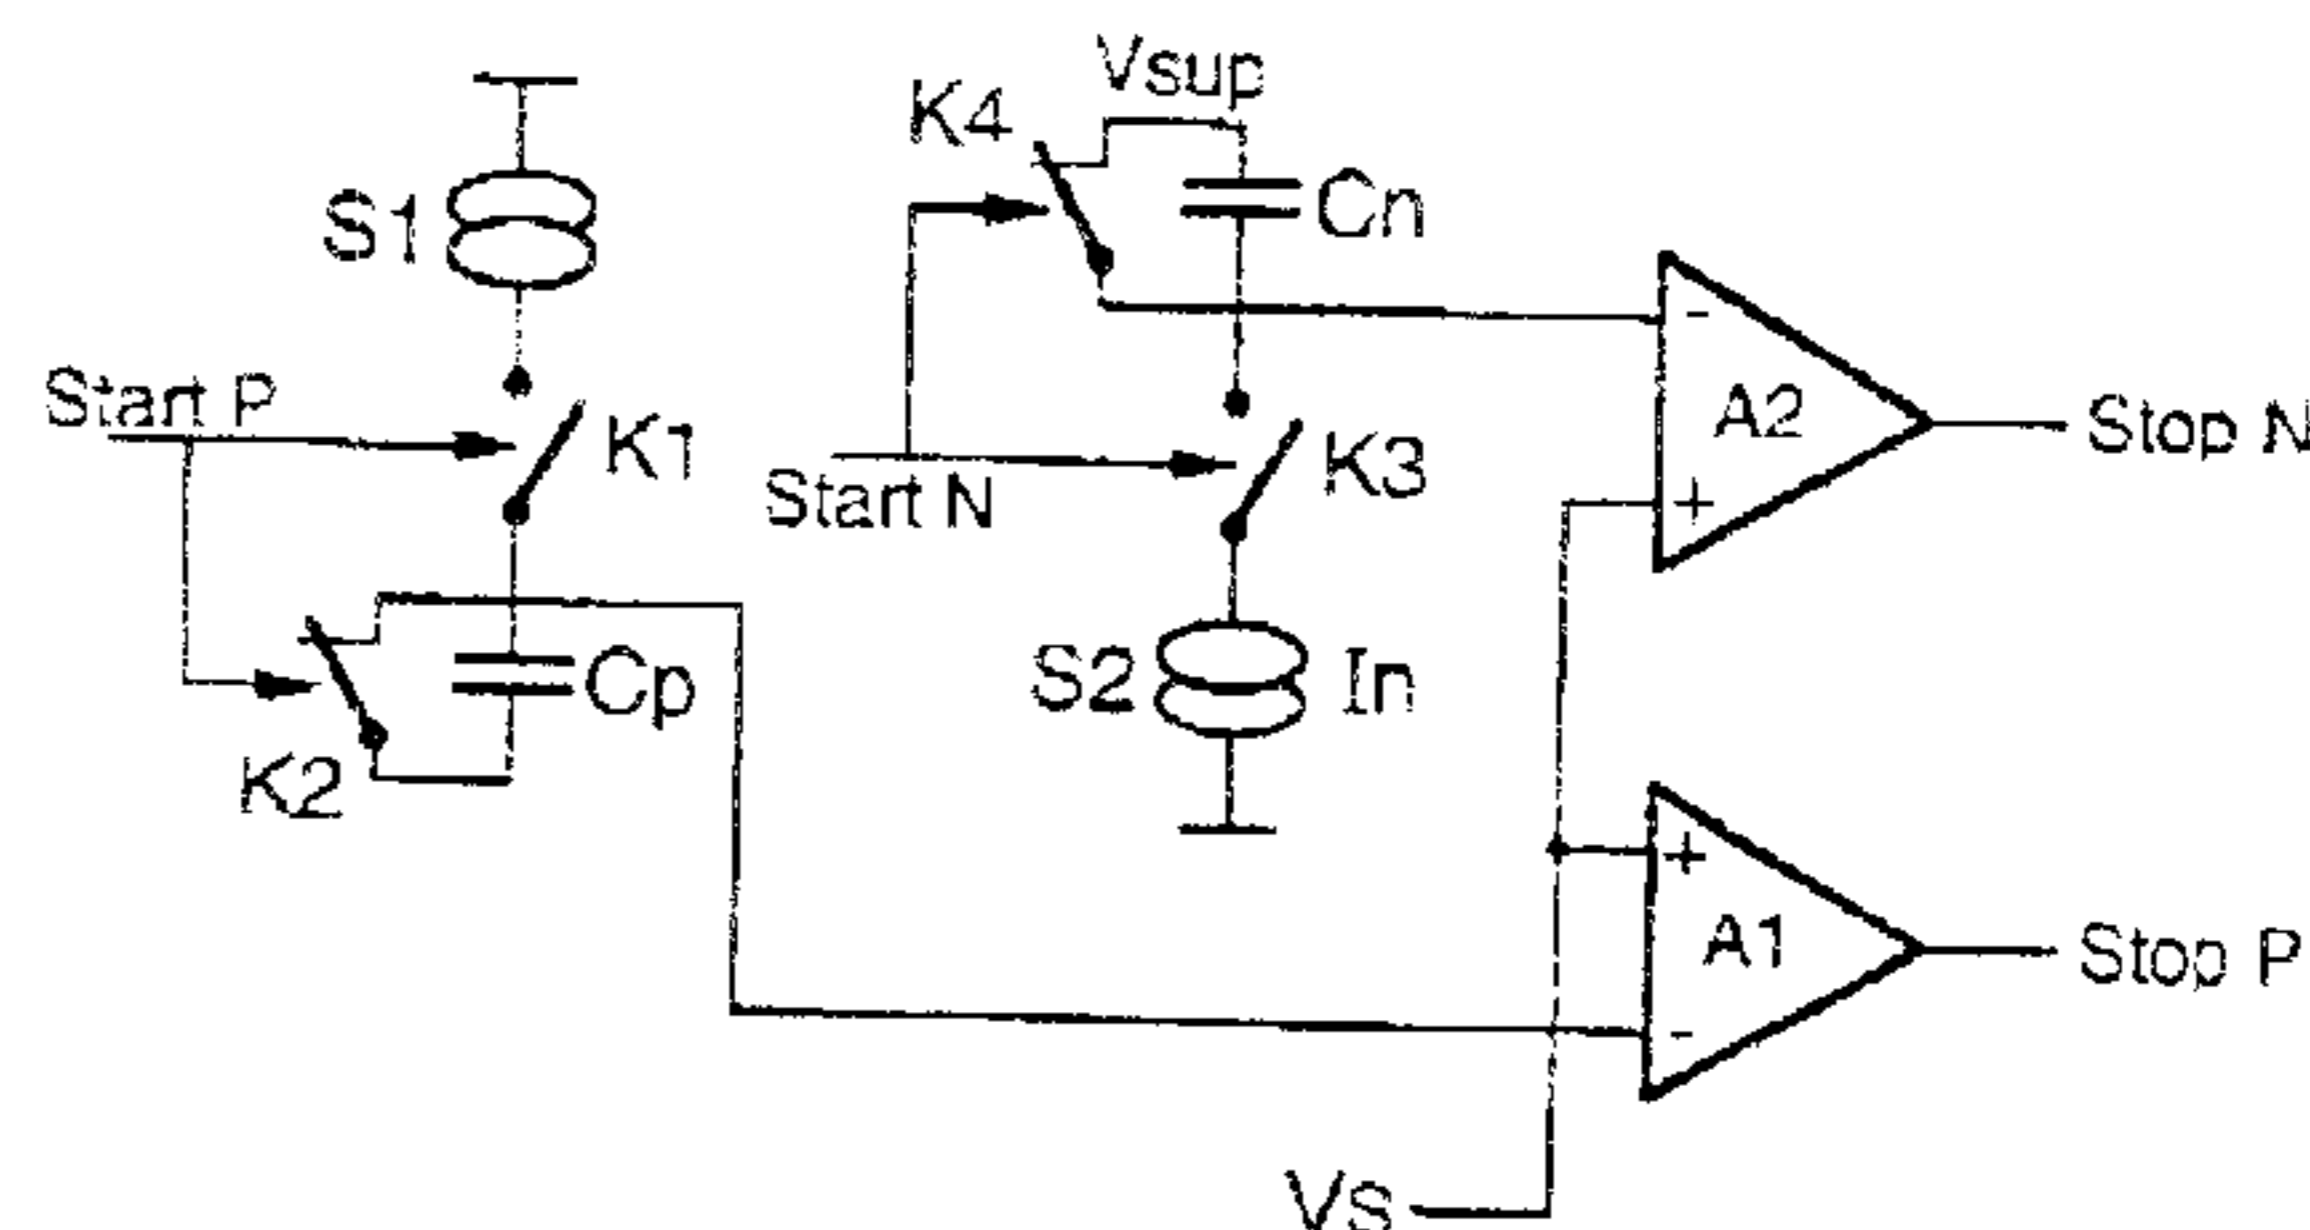 Vsup
K4
S1
Cn
Start P
K1
-
A2
Stop N
K3
Start N
+
Cp
S2
In
K2
+
A1
Stop P
-
VS